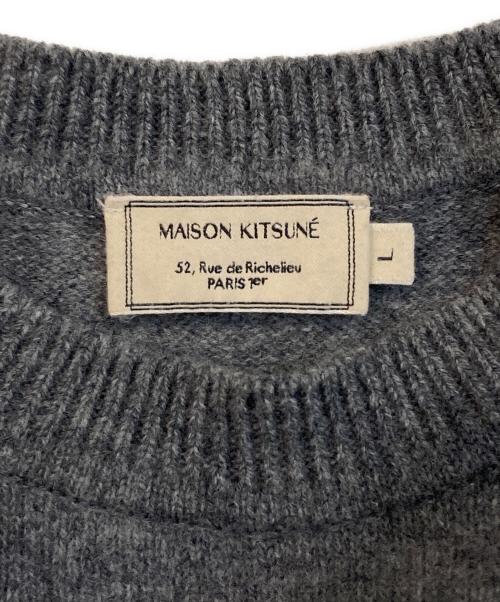 MAISON KITSUNÉ
52, Rue de Richelieu
PARIS 1er
L